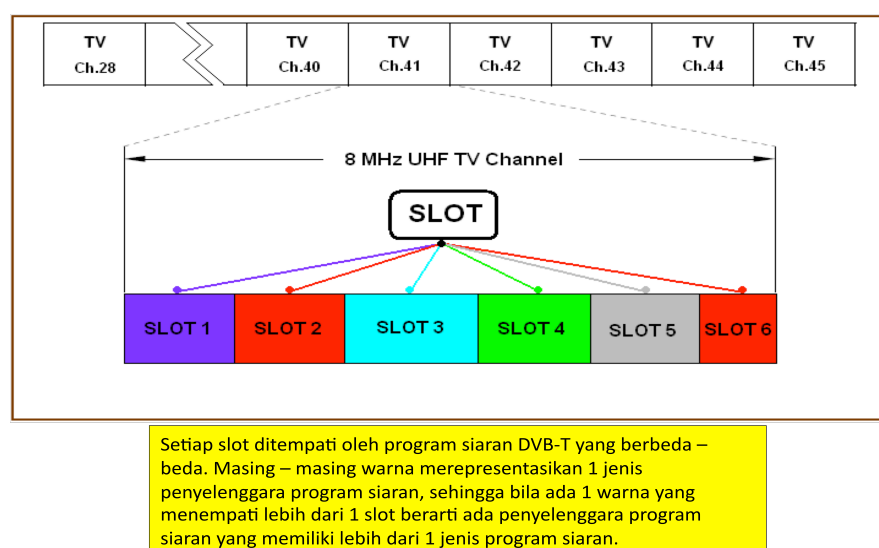 TV TV TV TV TV TV TV
Ch.28 Ch.40 Ch.41 Ch.42 Ch.43 Ch.44 Ch.45
8 MHz UHF TV Channel
SLOT
SLOT 1 SLOT 2 SLOT 3 SLOT 4 SLOT 5 SLOT 6
Setiap slot ditempati oleh program siaran DVB-T yang berbeda –
beda. Masing – masing warna merepresentasikan 1 jenis
penyelenggara program siaran, sehingga bila ada 1 warna yang
menempati lebih dari 1 slot berarti ada penyelenggara program
siaran yang memiliki lebih dari 1 jenis program siaran.